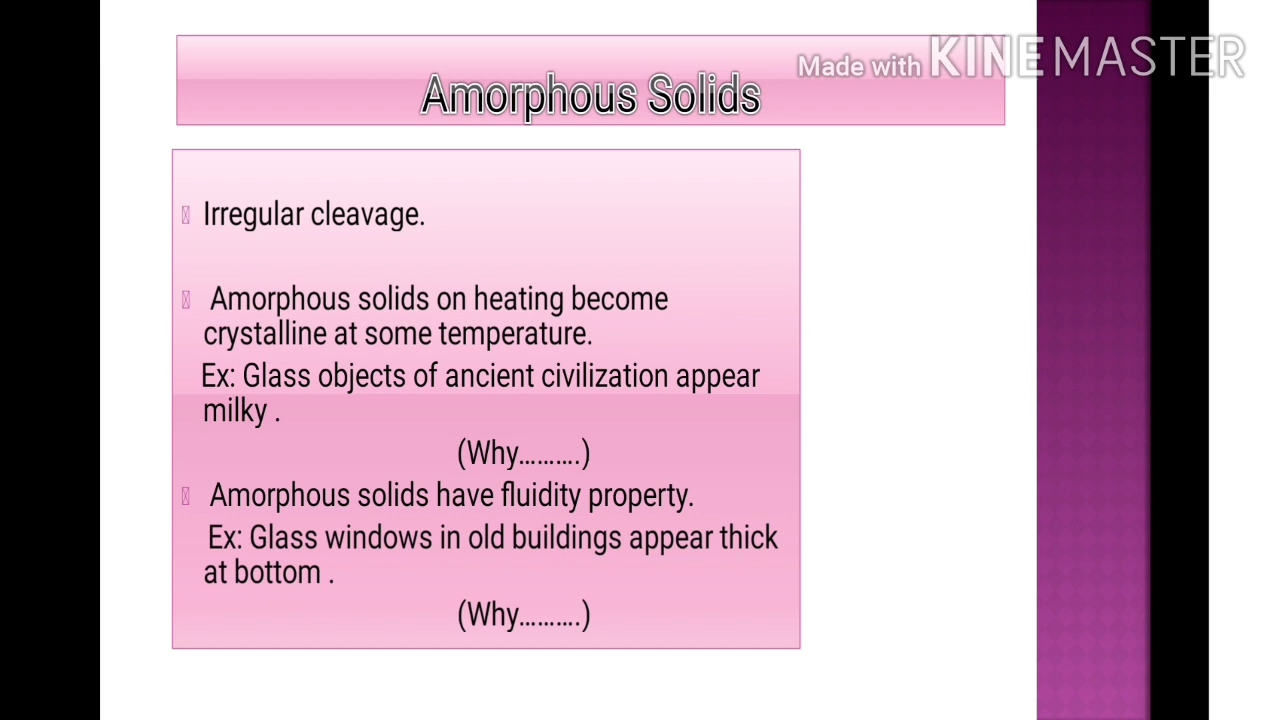 Made with KINEMASTER
Amorphous Solids
Irregular cleavage.
Amorphous solids on heating become
crystalline at some temperature.
Ex: Glass objects of ancient civilization appear
milky .
(Why……….)
Amorphous solids have fluidity property.
Ex: Glass windows in old buildings appear thick
at bottom .
(Why……….)